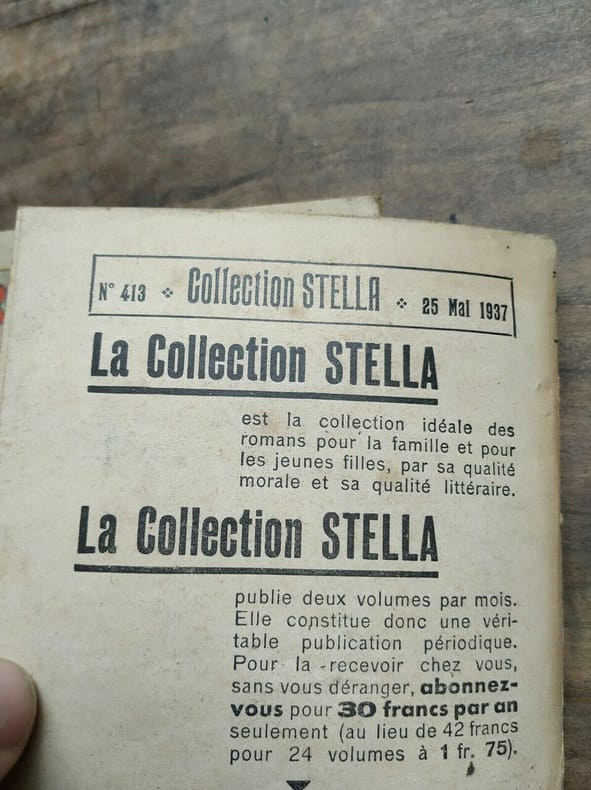 N° 413 ❖ Collection STELLA ❖ 25 Mai 1937
La Collection STELLA
est la collection idéale des
romans pour la famille et pour
les jeunes filles, par sa qualité
morale et sa qualité littéraire.
La Collection STELLA
publie deux volumes par mois.
Elle constitue donc une véri-
table publication périodique.
Pour la recevoir chez vous,
sans vous déranger, abonnez-
vous pour 30 francs par an
seulement (au lieu de 42 francs
pour 24 volumes à 1 fr. 75).